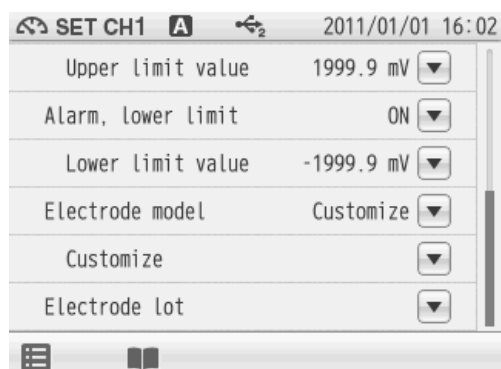 SET CH1 A 2 2011/01/01 16:02
Upper limit value 1999.9 mV
Alarm, lower limit ON
Lower limit value -1999.9 mV
Electrode model Customize
Customize
Electrode lot